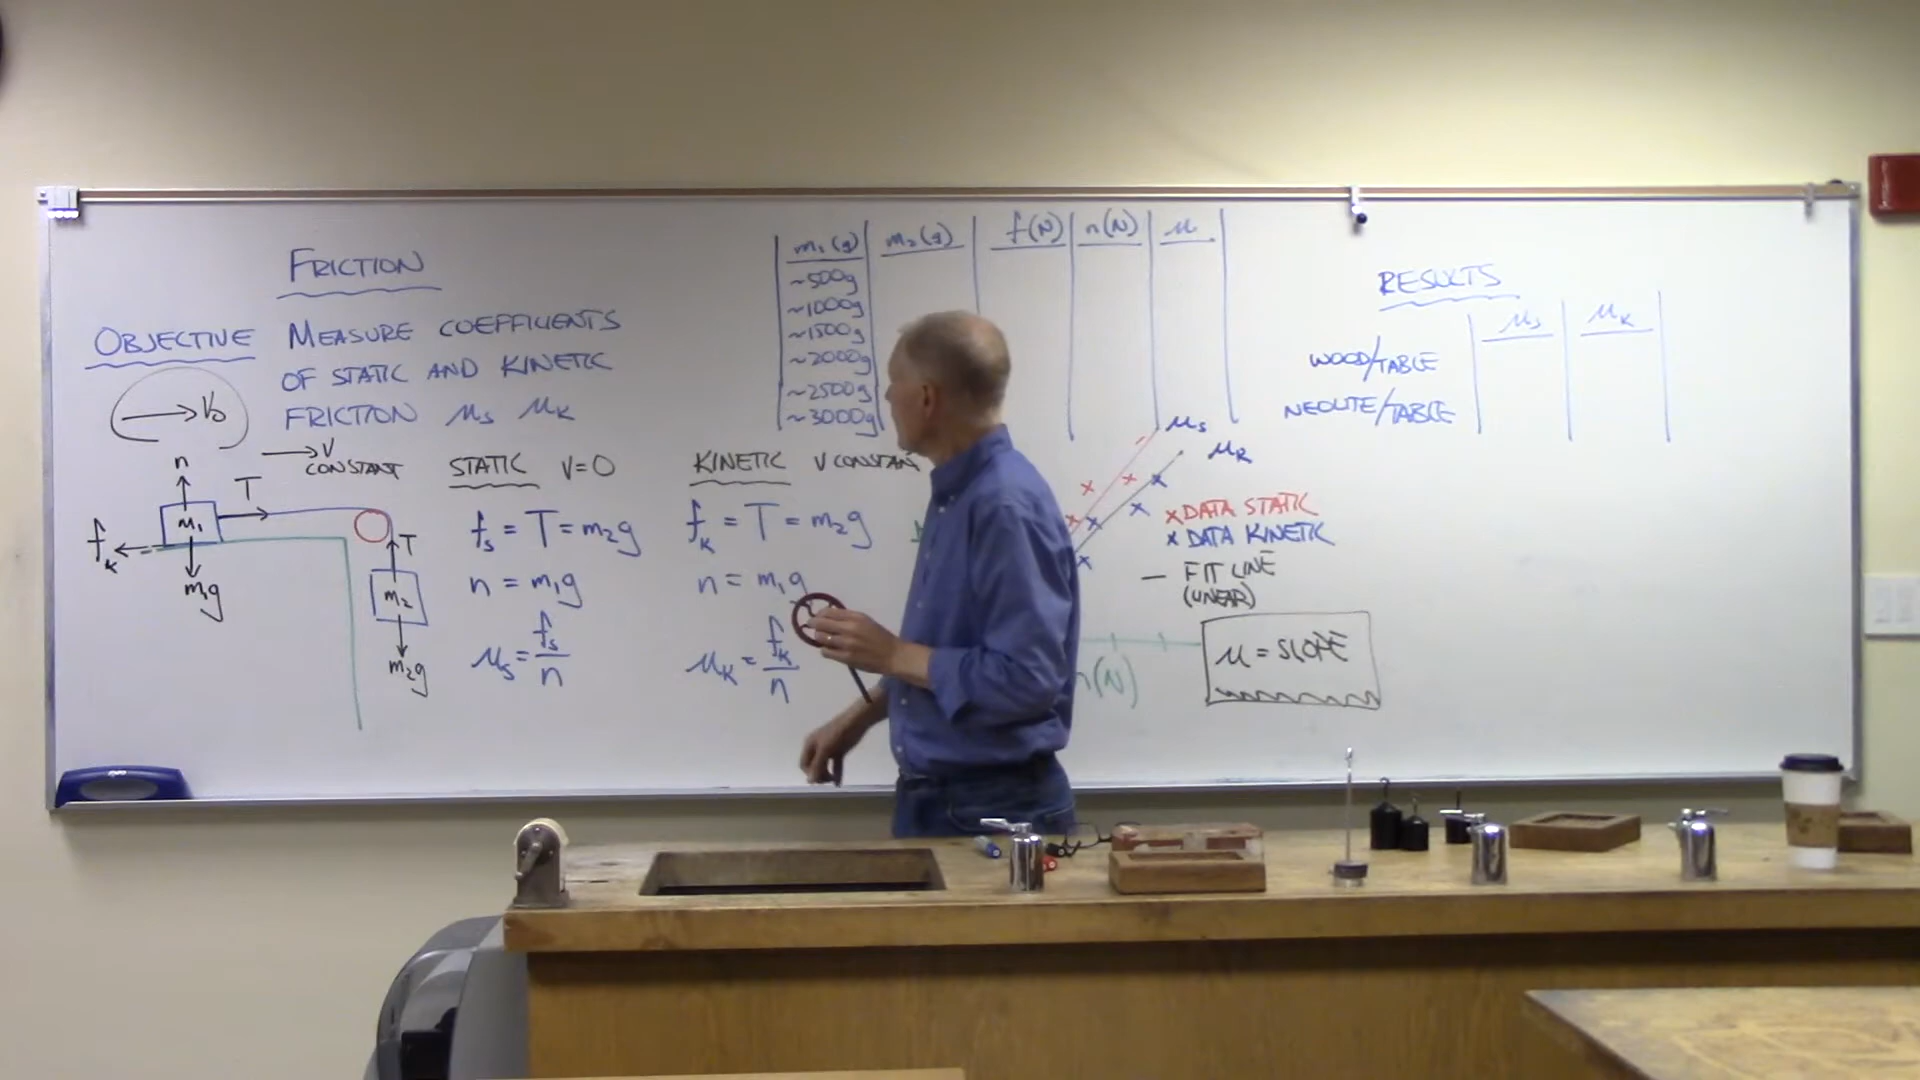 FRICTION
OBJECTIVE MEASURE COEFFICIENTS
OF STATIC AND KINETIC
FRICTION μs μk
→ V0
→ V
CONSTANT
n
T
m1
fk
m1g
T
m2
m2g
STATIC V=0
fs = T = m2g
n = m1g
μs = fs/n
KINETIC V CONSTANT
fk = T = m2g
n = m1g
μk = fk/n
m1(g) m2(g) f(N) n(N) μ
~500g
~1000g
~1500g
~2000g
~2500g
~3000g
μs
μk
x DATA STATIC
x DATA KINETIC
— FIT LINE
(LINEAR)
n(N)
μ = SLOPE
RESULTS
μs μk
WOOD/TABLE
NEOLITE/TABLE